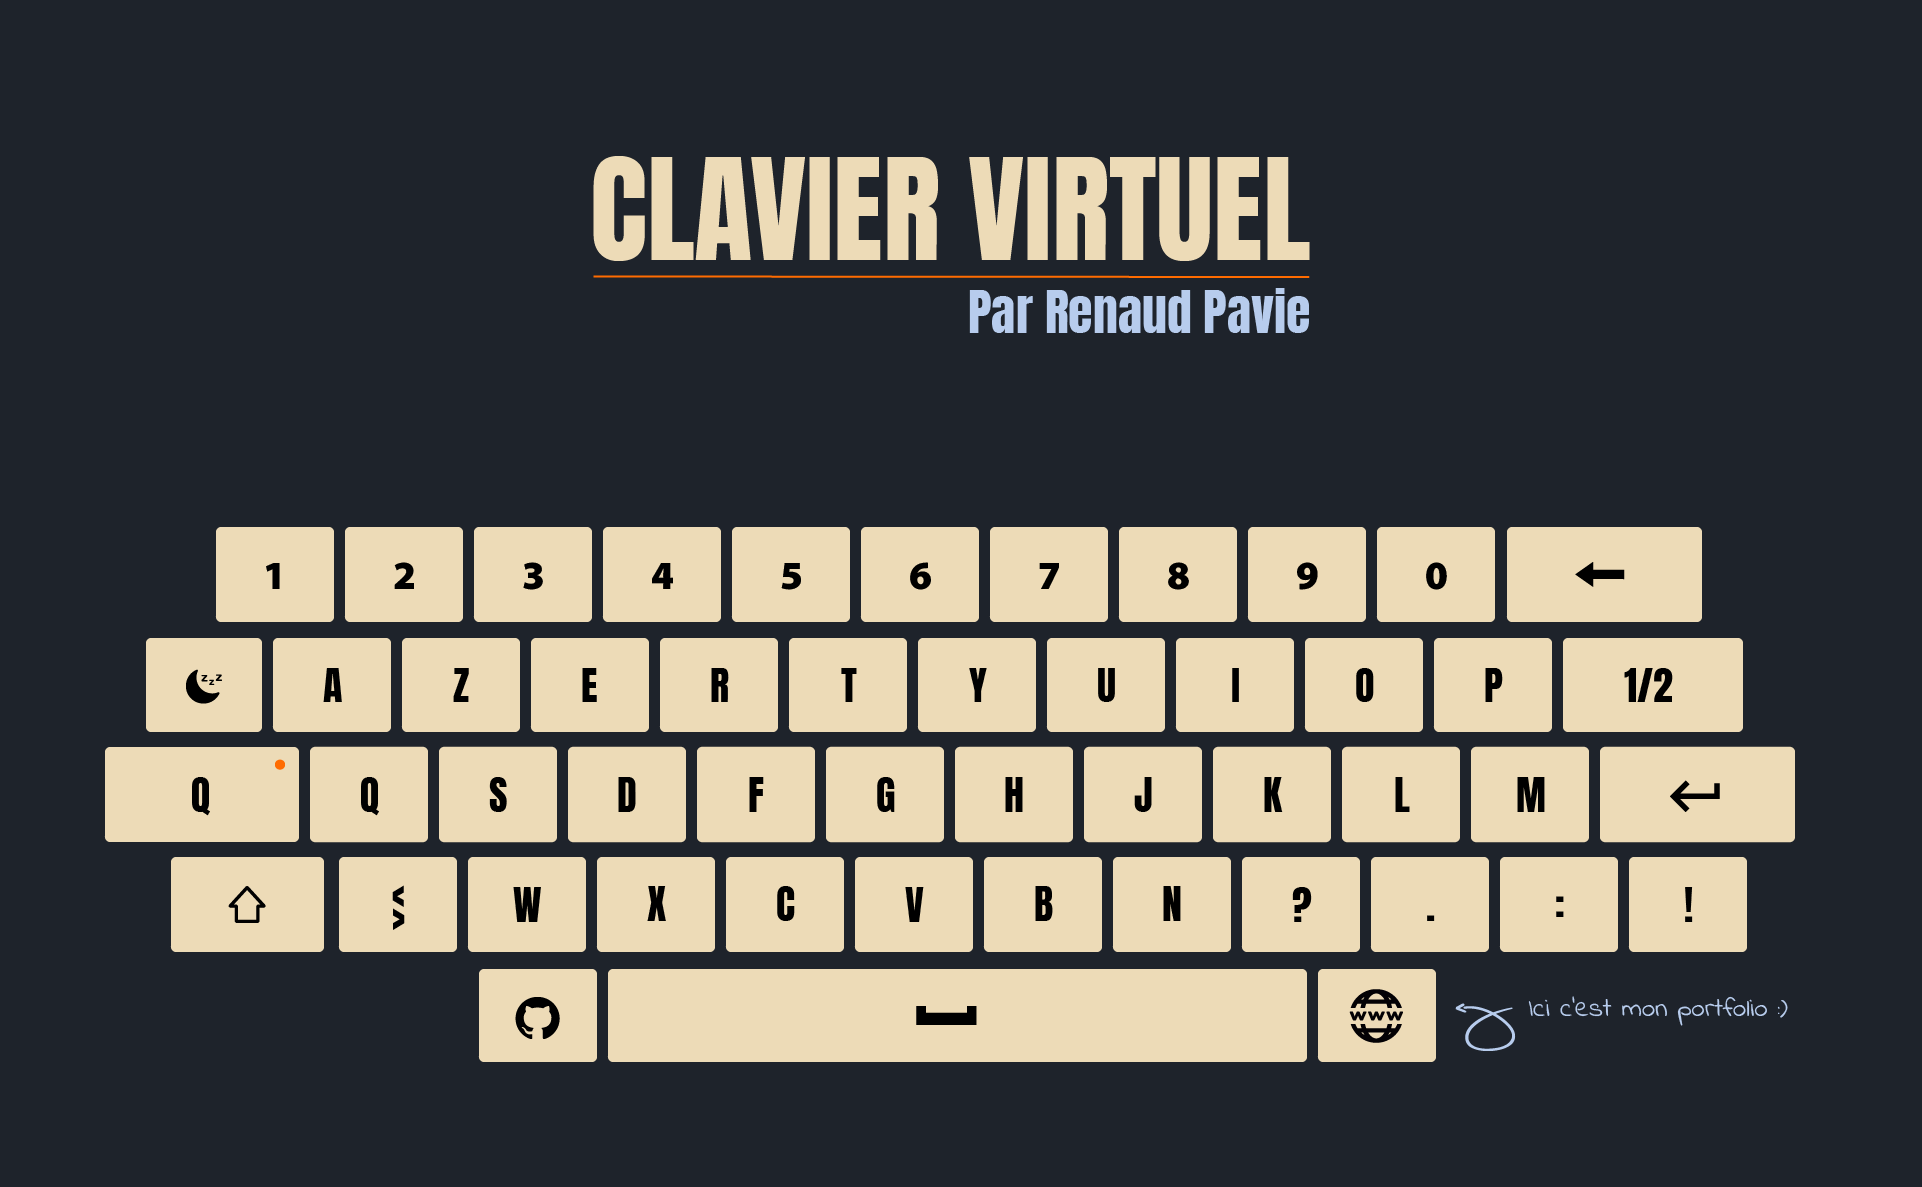 CLAVIER VIRTUEL
Par Renaud Pavie
1 2 3 4 5 6 7 8 9 0
z z z A Z E R T Y U I O P 1/2
Q Q S D F G H J K L M
< > W X C V B N ? . : !
WWW Ici c'est mon portfolio :)